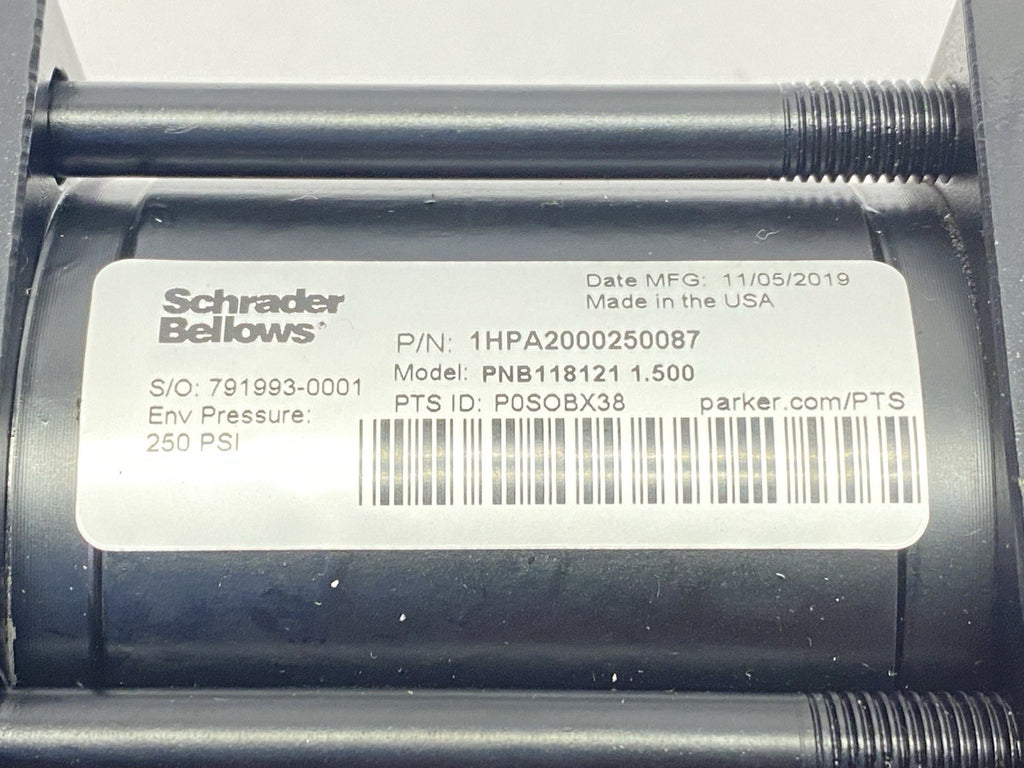 Schrader
Bellows®
Date MFG: 11/05/2019
Made in the USA
P/N: 1HPA2000250087
Model: PNB118121 1.500
S/O: 791993-0001
PTS ID: P0SOBX38
parker.com/PTS
Env Pressure:
250 PSI